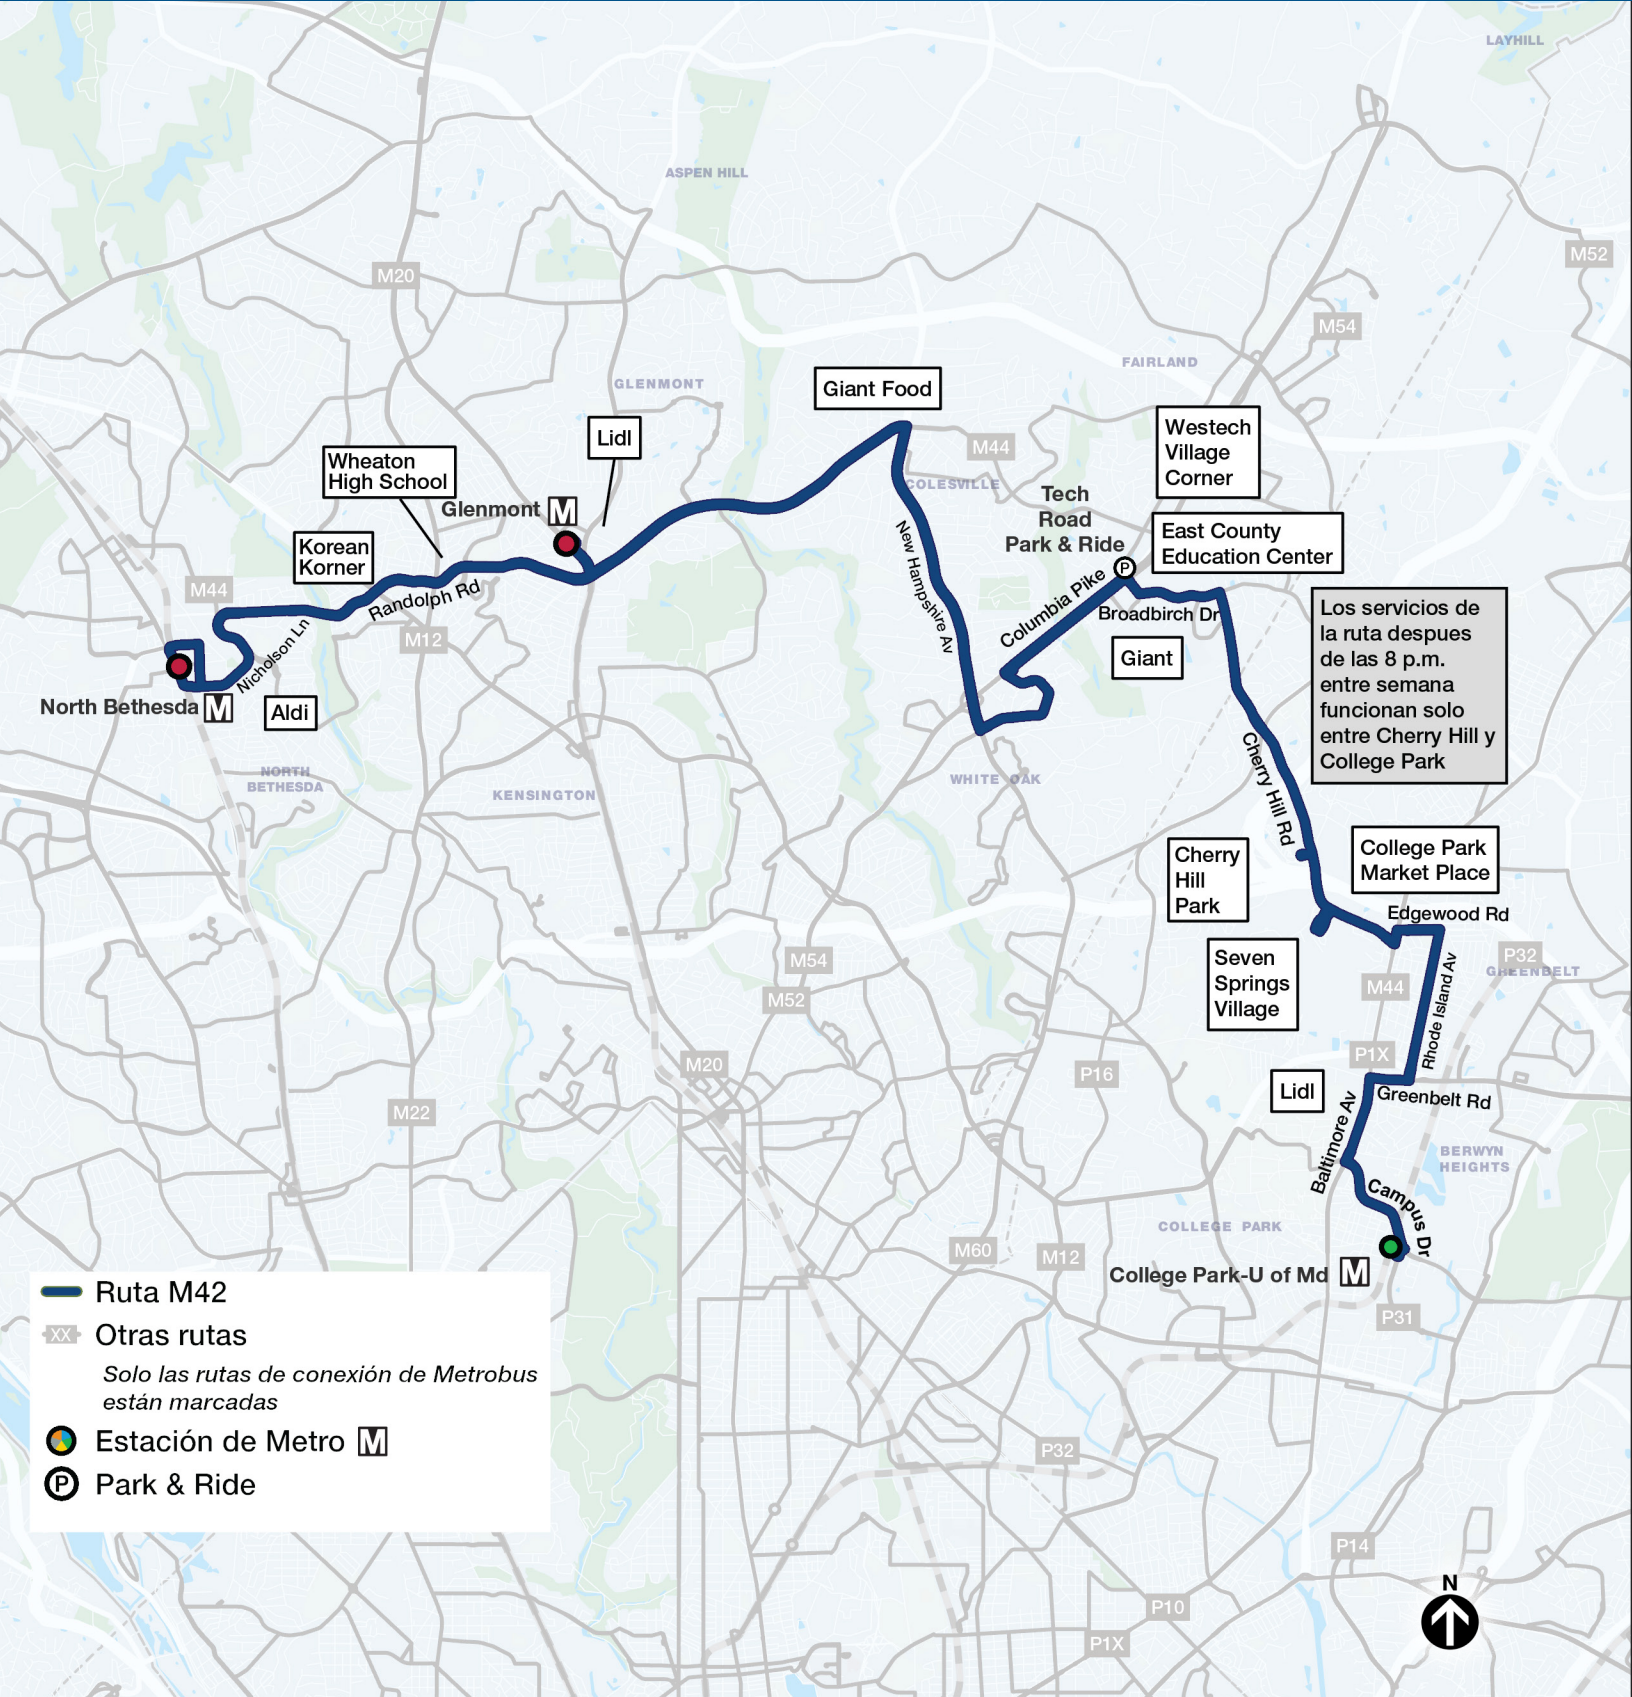 LAYHILL
ASPEN HILL
M52
M20
M54
FAIRLAND
GLENMONT
Giant Food
Lidl
Westech
Village
Corner
M44
Wheaton
High School
COLESVILLE
Glenmont M
Tech
Road
Park & Ride
P
East County
Education Center
Korean
Korner
M44
Randolph Rd
New Hampshire Av
Columbia Pike
Broadbirch Dr
Los servicios de
la ruta despues
de las 8 p.m.
entre semana
funcionan solo
entre Cherry Hill y
College Park
M12
Nicholson Ln
Giant
North Bethesda M
Aldi
NORTH
BETHESDA
KENSINGTON
WHITE OAK
Cherry Hill Rd
Cherry
Hill
Park
College Park
Market Place
Edgewood Rd
Seven
Springs
Village
M54
M52
P32
GREENBELT
M44
Rhode Island Av
P1X
M20
P16
Lidl
Greenbelt Rd
M22
Baltimore Av
BERWYN
HEIGHTS
Campus Dr
COLLEGE PARK
M60
M12
College Park-U of Md M
P31
Ruta M42
XX Otras rutas
Solo las rutas de conexión de Metrobus
están marcadas
Estación de Metro M
P Park & Ride
P32
P14
P10
P1X
N